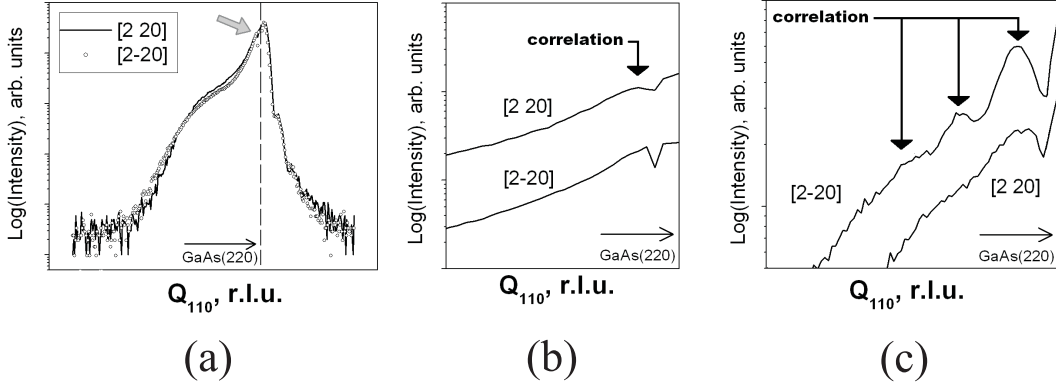 Log(Intensity), arb. units
[2 20]
[2-20]
GaAs(220)
Q110, r.l.u.
(a)
Log(Intensity), arb. units
correlation
[2 20]
[2-20]
GaAs(220)
Q110, r.l.u.
(b)
Log(Intensity), arb. units
correlation
[2-20]
[2 20]
GaAs(220)
Q110, r.l.u.
(c)